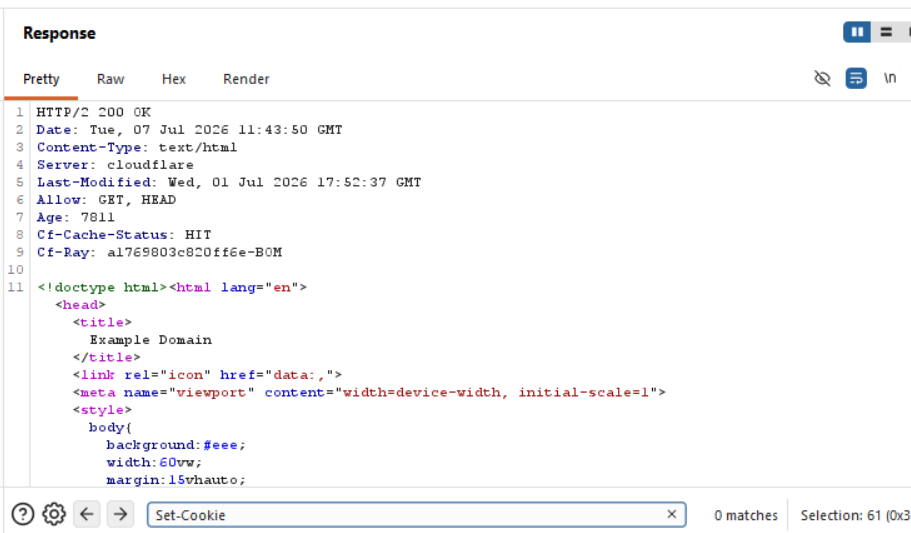 Response
Pretty Raw Hex Render \n
1 HTTP/2 200 OK
2 Date: Tue, 07 Jul 2026 11:43:50 GMT
3 Content-Type: text/html
4 Server: cloudflare
5 Last-Modified: Wed, 01 Jul 2026 17:52:37 GMT
6 Allow: GET, HEAD
7 Age: 7811
8 Cf-Cache-Status: HIT
9 Cf-Ray: a1769803c820ff6e-BOM
10
11 <!doctype html><html lang="en">
<head>
<title>
Example Domain
</title>
<link rel="icon" href="data:,">
<meta name="viewport" content="width=device-width, initial-scale=1">
<style>
body{
background:#eee;
width:60vw;
margin:15vhauto;
Set-Cookie 0 matches Selection: 61 (0x3